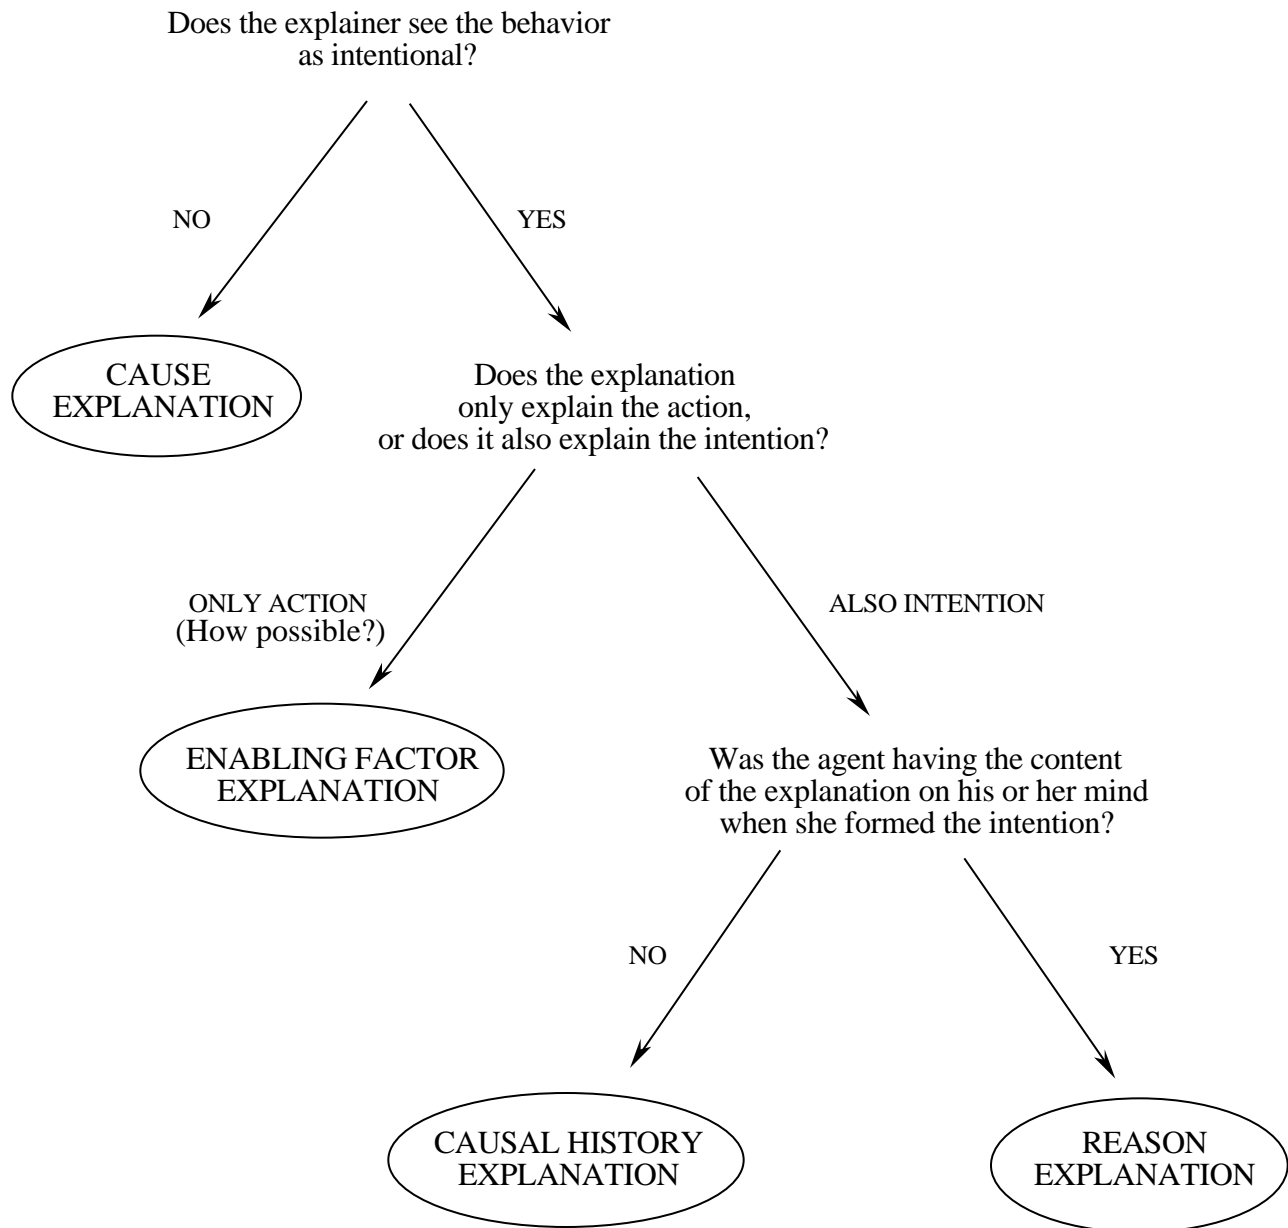 Does the explainer see the behavior
as intentional?
NO
YES
CAUSE
EXPLANATION
Does the explanation
only explain the action,
or does it also explain the intention?
ONLY ACTION
(How possible?)
ALSO INTENTION
ENABLING FACTOR
EXPLANATION
Was the agent having the content
of the explanation on his or her mind
when she formed the intention?
NO
YES
CAUSAL HISTORY
EXPLANATION
REASON
EXPLANATION